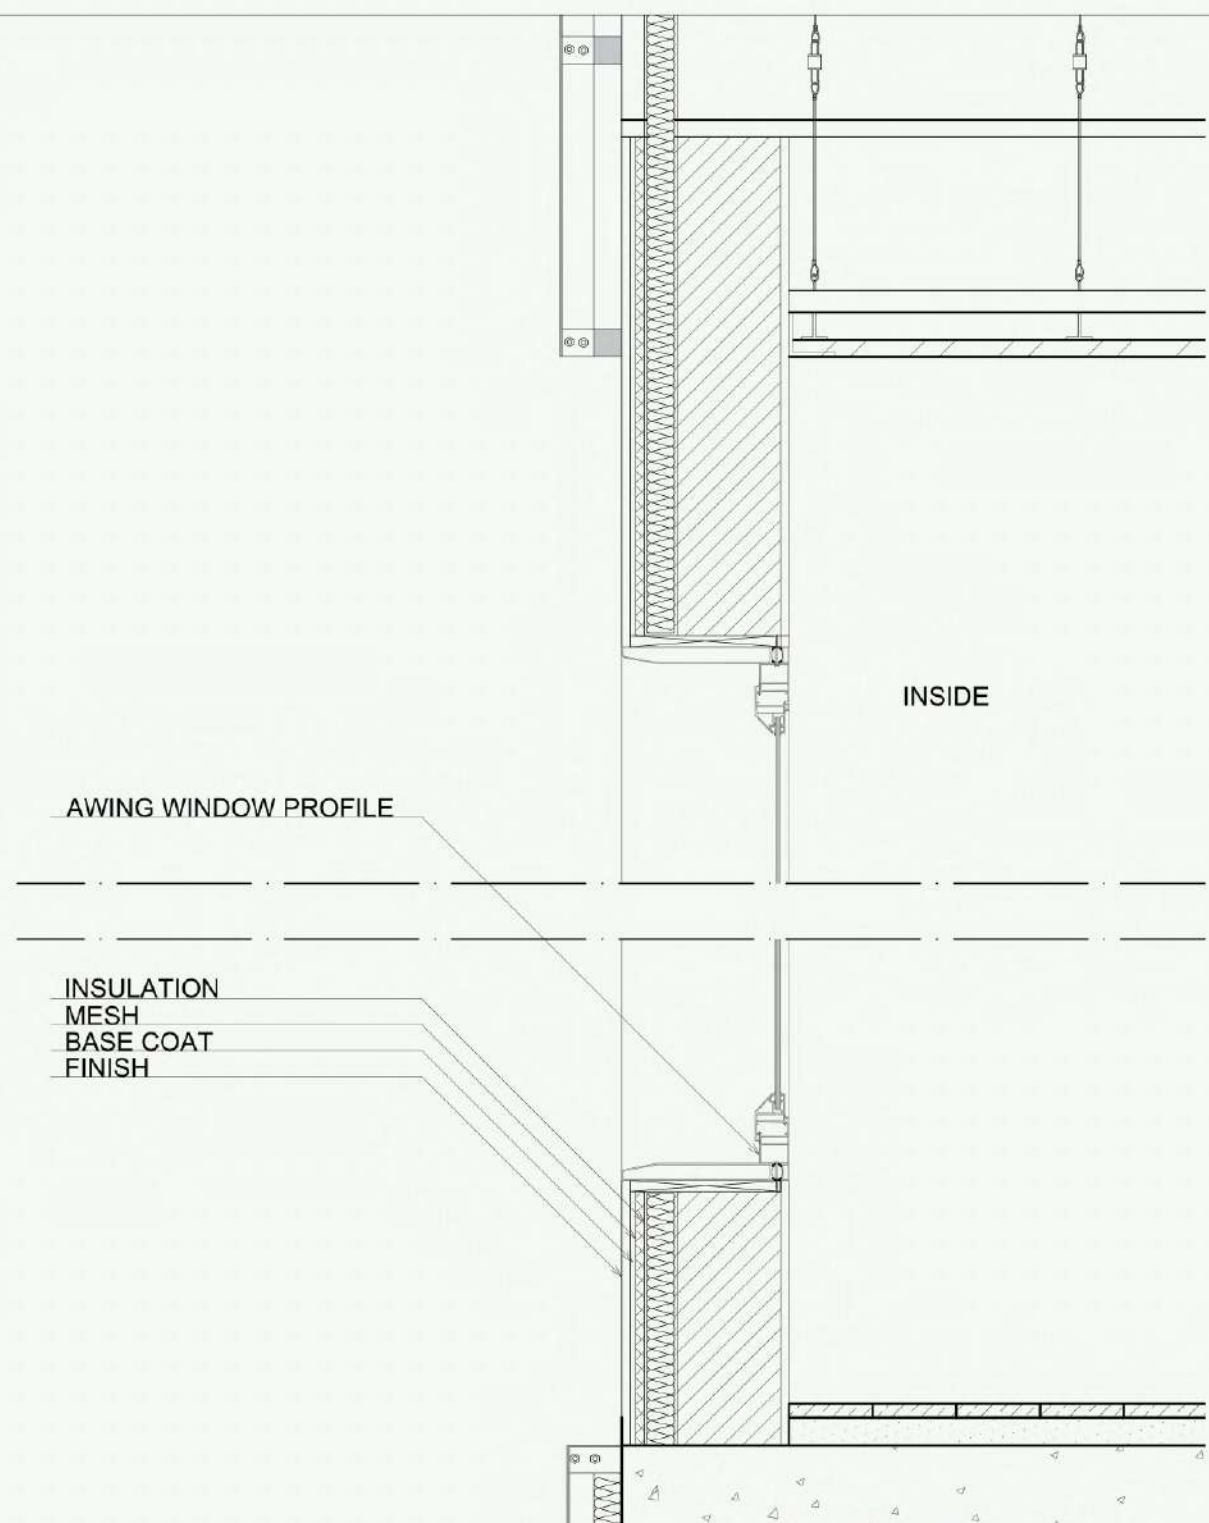 INSIDE
AWING WINDOW PROFILE
INSULATION
MESH
BASE COAT
FINISH